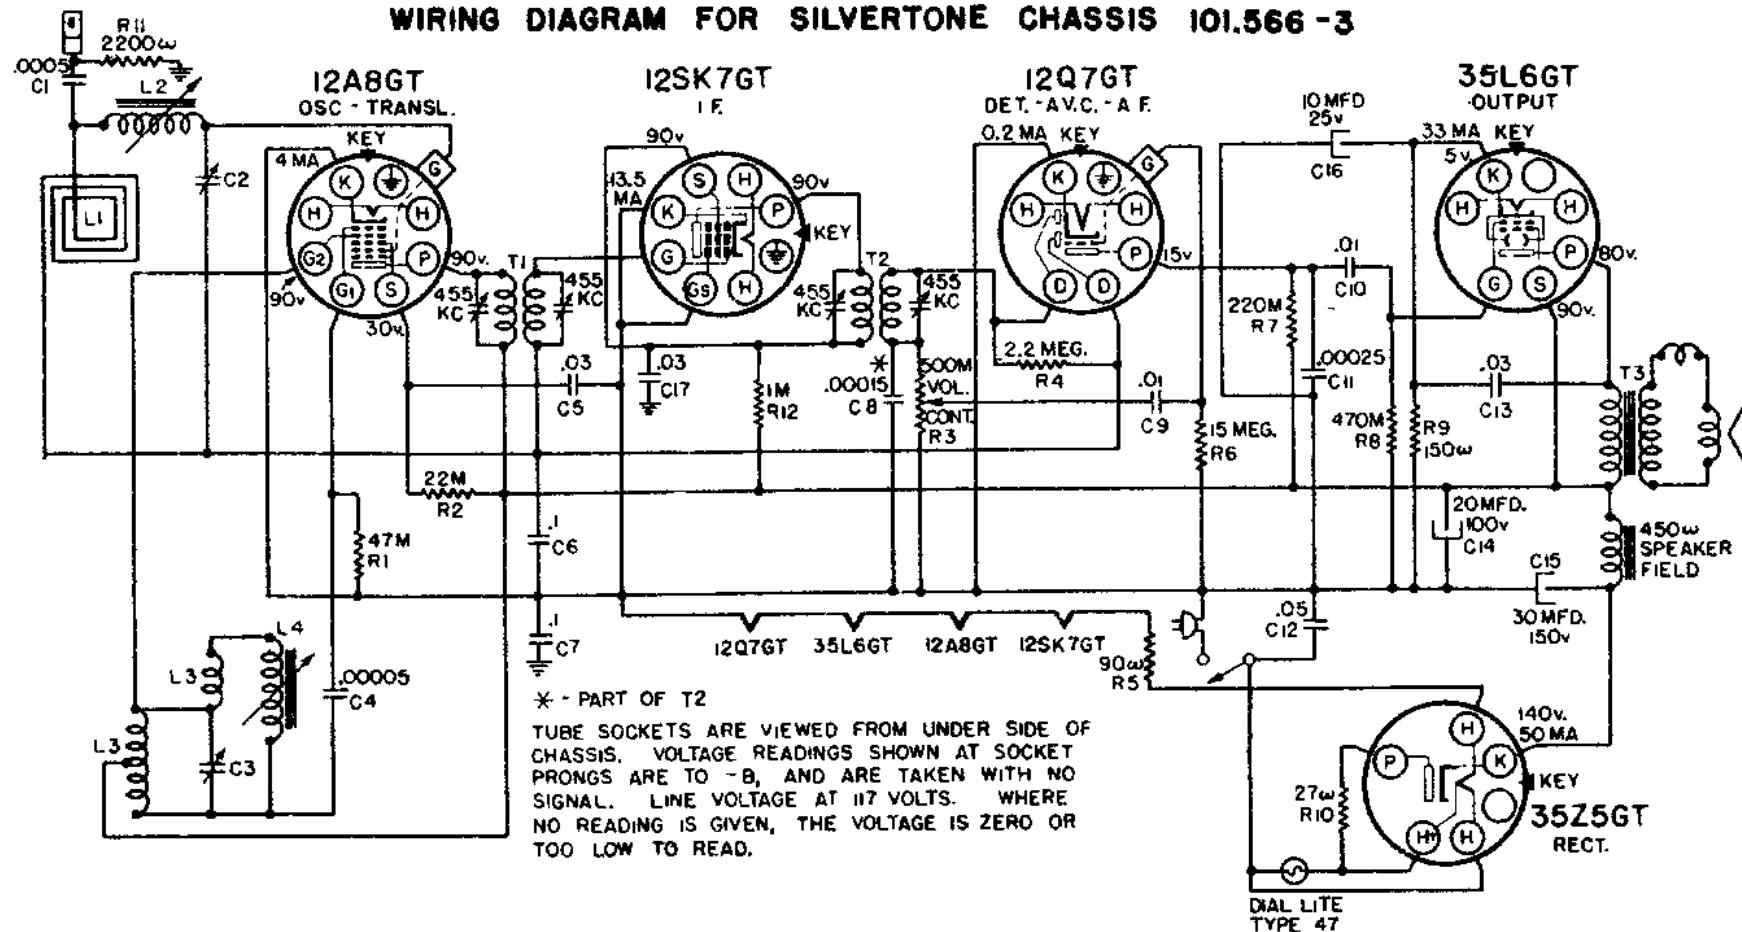 WIRING DIAGRAM FOR SILVERTONE CHASSIS 101.566-3
R11
2200ω
.0005
C1
L2
12A8GT
OSC - TRANSL.
KEY
4 MA
C2
L1
K
G
H
H
G2
P
G1
S
90v.
90v
30v.
T1
455
KC
455
KC
12SK7GT
I F.
90v
13.5
MA
S
H
K
P
G
GS
H
90v
KEY
T2
455
KC
455
KC
12Q7GT
DET. - A.V.C. - A F.
0.2 MA
KEY
K
G
H
H
P
D
D
15v
10 MFD
25v
C16
35L6GT
OUTPUT
33 MA
KEY
5v.
K
H
H
P
G
S
80v.
90v.
.01
C10
220M
R7
.00025
C11
.03
C5
.03
C17
1M
R12
*
.00015
C8
500M
VOL.
CONT.
R3
2.2 MEG.
R4
.01
C9
15 MEG.
R6
470M
R8
R9
150ω
.03
C13
T3
22M
R2
47M
R1
.1
C6
.1
C7
20 MFD.
100v
C14
450ω
SPEAKER
FIELD
C15
30 MFD.
150v
.05
C12
12Q7GT
35L6GT
12A8GT
12SK7GT
90ω
R5
L3
L4
L3
C3
.00005
C4
* - PART OF T2
TUBE SOCKETS ARE VIEWED FROM UNDER SIDE OF
CHASSIS. VOLTAGE READINGS SHOWN AT SOCKET
PRONGS ARE TO -B, AND ARE TAKEN WITH NO
SIGNAL. LINE VOLTAGE AT 117 VOLTS. WHERE
NO READING IS GIVEN, THE VOLTAGE IS ZERO OR
TOO LOW TO READ.
140v.
50 MA
H
P
K
KEY
27ω
R10
H+
H
35Z5GT
RECT.
DIAL LITE
TYPE 47